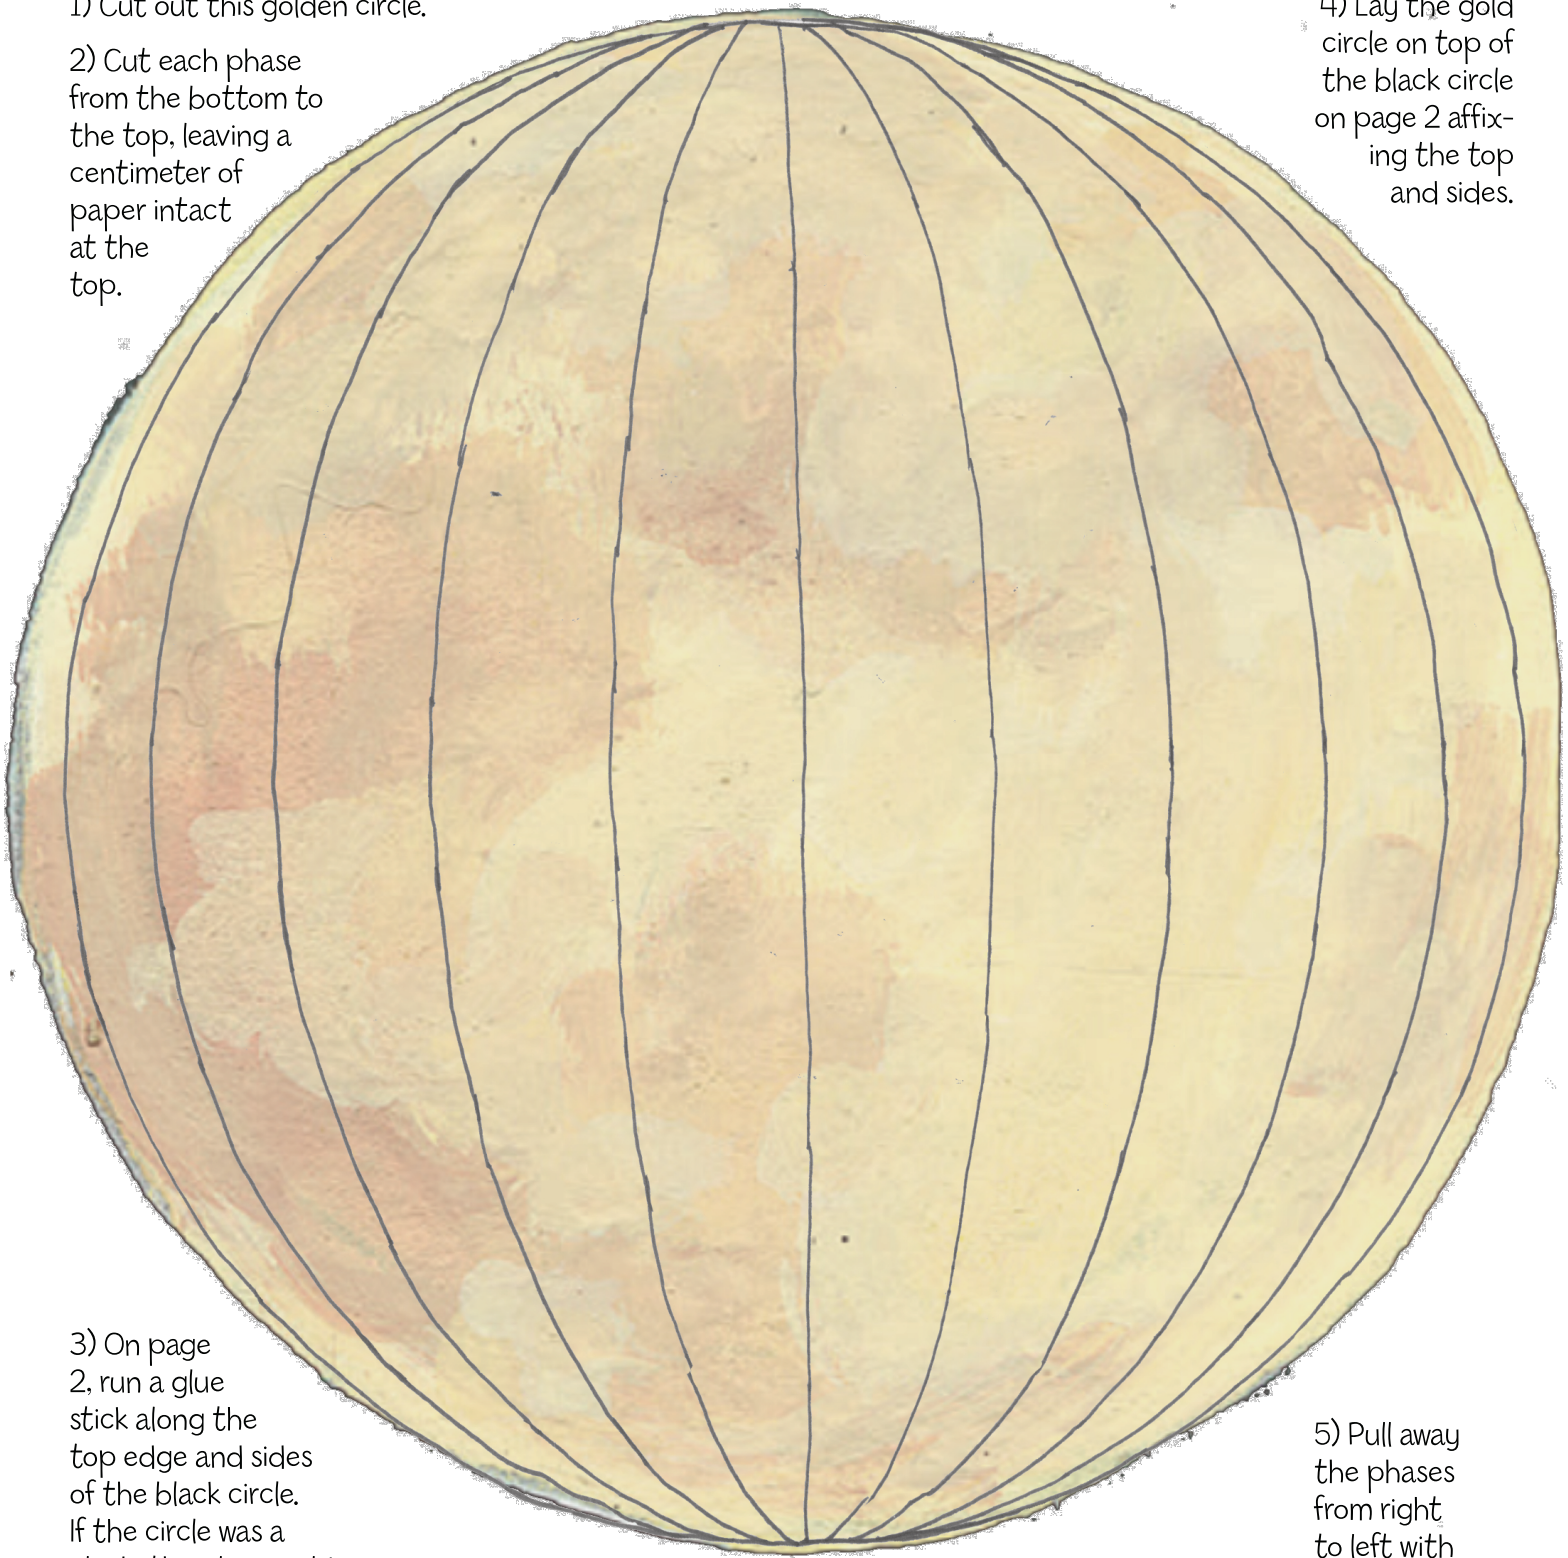 1) Cut out this golden circle.
2) Cut each phase
from the bottom to
the top, leaving a
centimeter of
paper intact
at the
top.
3) On page
2, run a glue
stick along the
top edge and sides
of the black circle.
If the circle was a
4) Lay the gold
circle on top of
the black circle
on page 2 affix-
ing the top
and sides.
5) Pull away
the phases
from right
to left with